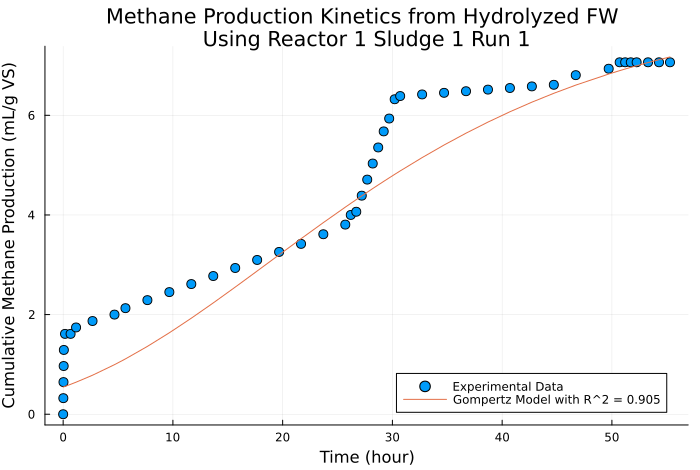 Methane Production Kinetics from Hydrolyzed FW
Using Reactor 1 Sludge 1 Run 1
Cumulative Methane Production (mL/g VS)
6
4
2
0
Experimental Data
Gompertz Model with R^2 = 0.905
0 10 20 30 40 50
Time (hour)